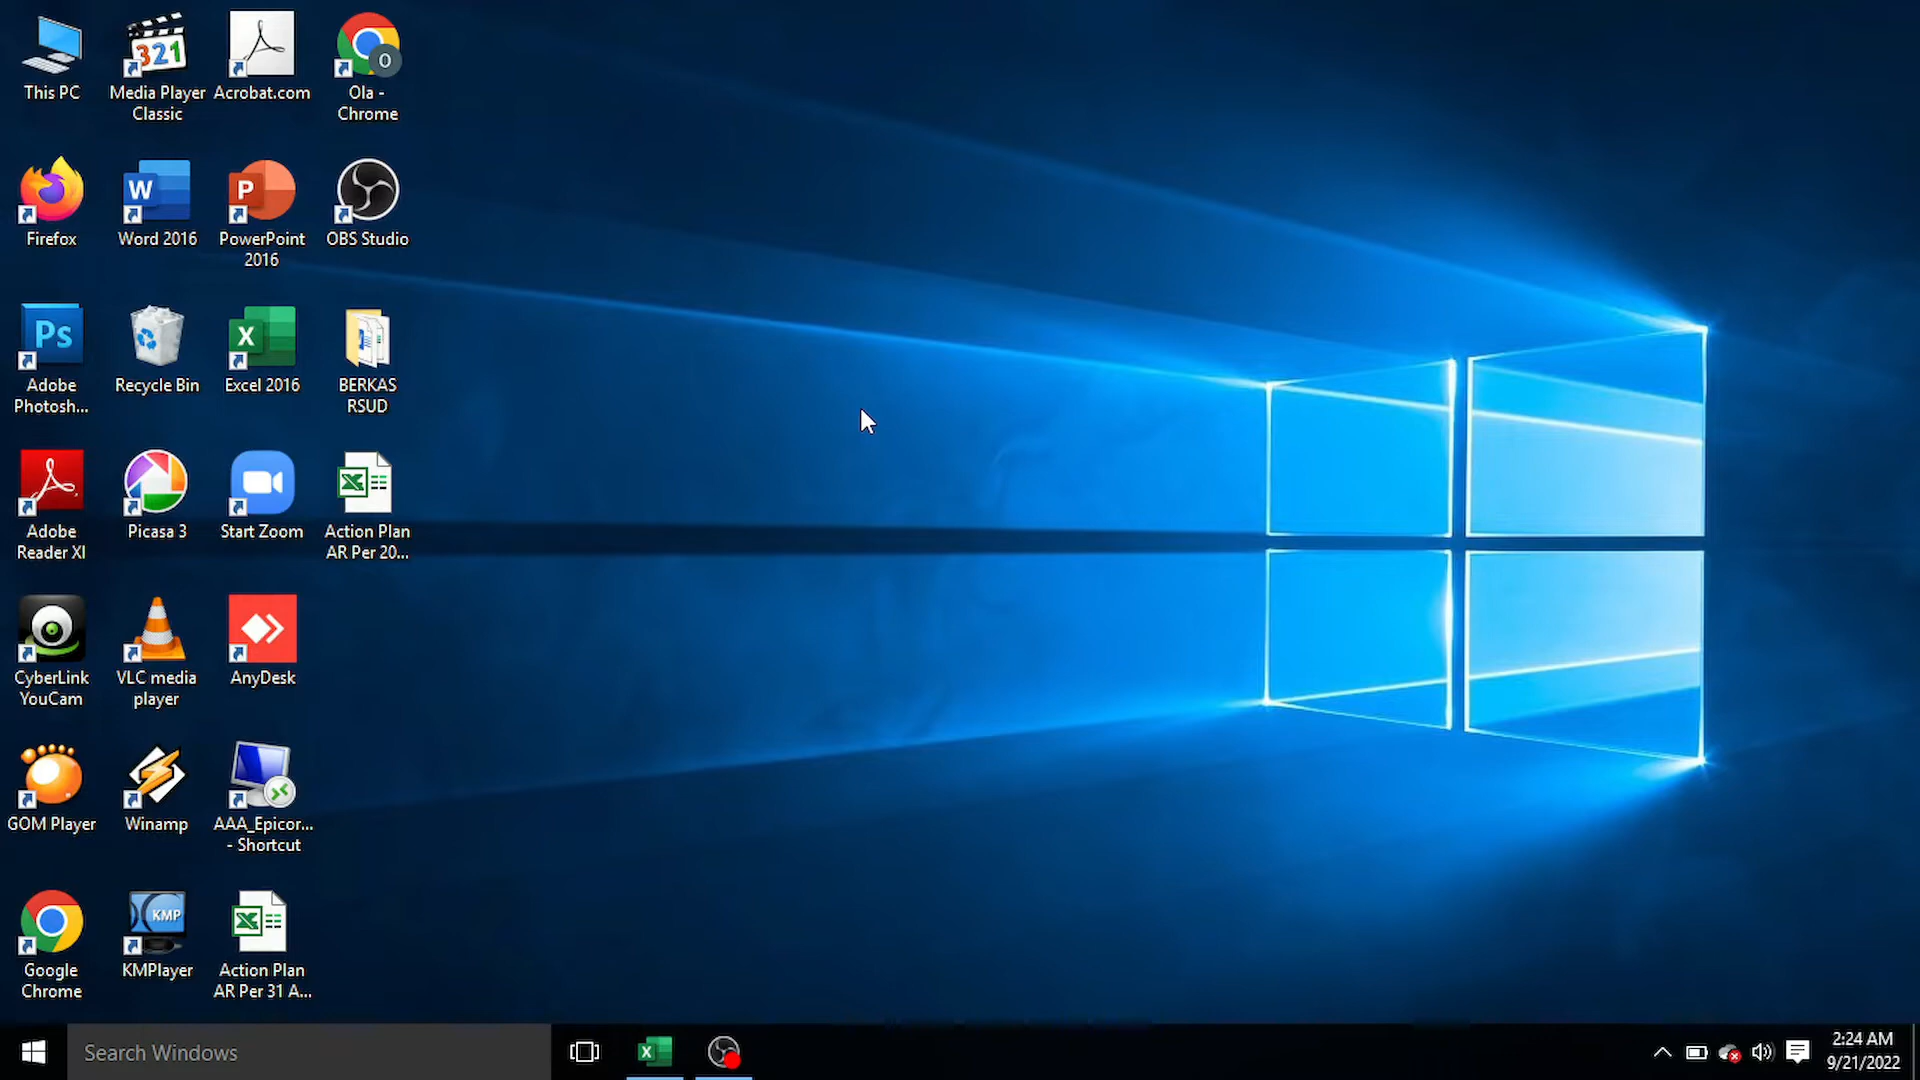 This PC
Media Player
Classic
321
Acrobat.com
Ola -
Chrome
O
Firefox
W
Word 2016
P
PowerPoint
2016
OBS Studio
Ps
Adobe
Photosh...
Recycle Bin
X
Excel 2016
BERKAS
RSUD
Adobe
Reader XI
Picasa 3
Start Zoom
X
Action Plan
AR Per 20...
CyberLink
YouCam
VLC media
player
AnyDesk
GOM Player
Winamp
AAA_Epicor...
- Shortcut
Google
Chrome
KMP
KMPlayer
X
Action Plan
AR Per 31 A...
Search Windows
X
2:24 AM
9/21/2022